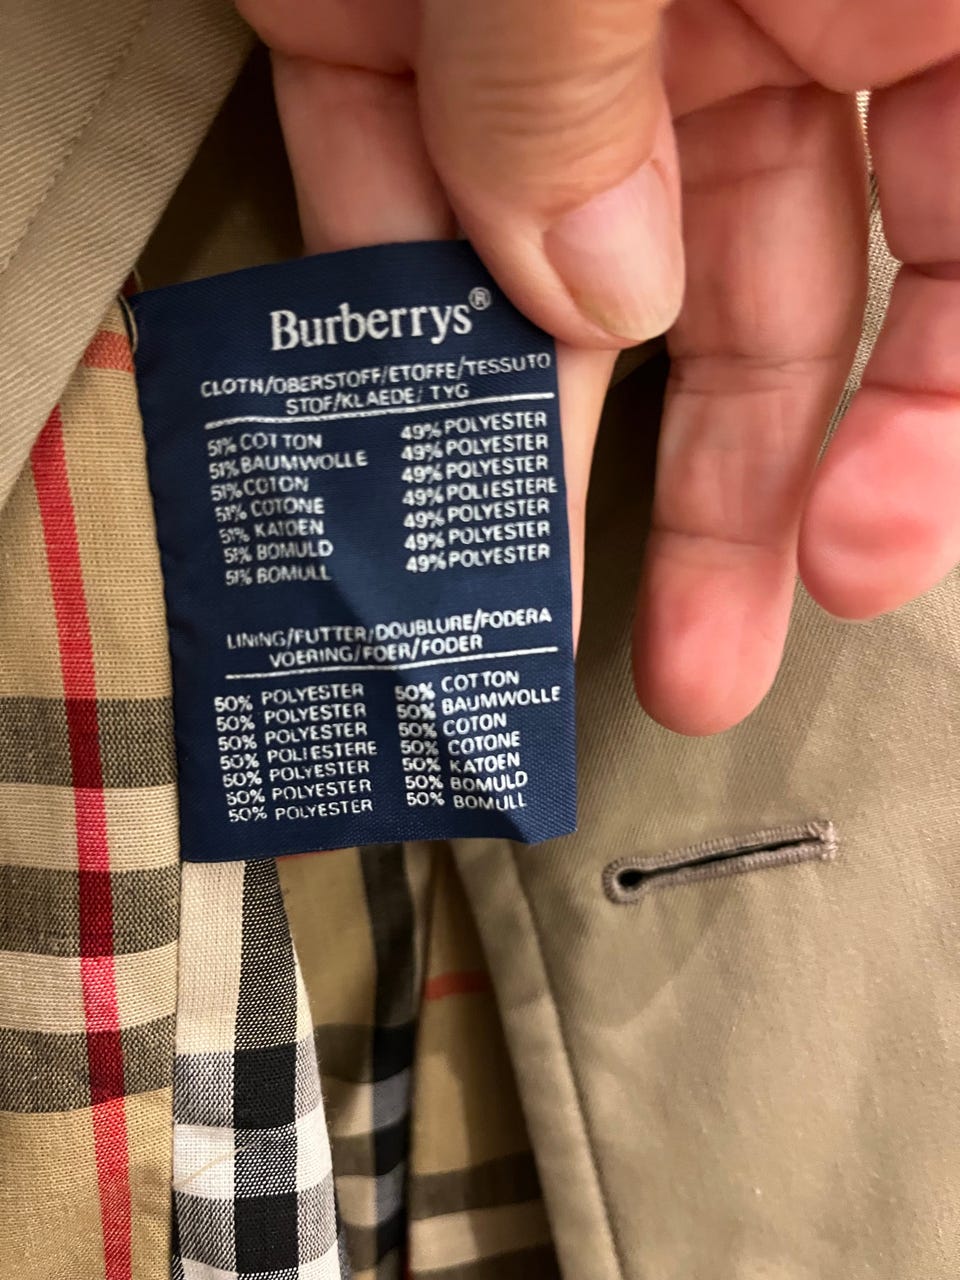 Burberrys®
CLOTH/OBERSTOFF/ETOFFE/TESSUTO
STOF/KLAEDE/ TYG
51% COTTON 49% POLYESTER
51% BAUMWOLLE 49% POLYESTER
51% COTON 49% POLYESTER
51% COTONE 49% POLIESTERE
51% KATOEN 49% POLYESTER
51% BOMULD 49% POLYESTER
51% BOMULL 49% POLYESTER
LINING/FUTTER/DOUBLURE/FODERA
VOERING/FOER/FODER
50% POLYESTER 50% COTTON
50% POLYESTER 50% BAUMWOLLE
50% POLYESTER 50% COTON
50% POLIESTERE 50% COTONE
50% POLYESTER 50% KATOEN
50% POLYESTER 50% BOMULD
50% POLYESTER 50% BOMULL